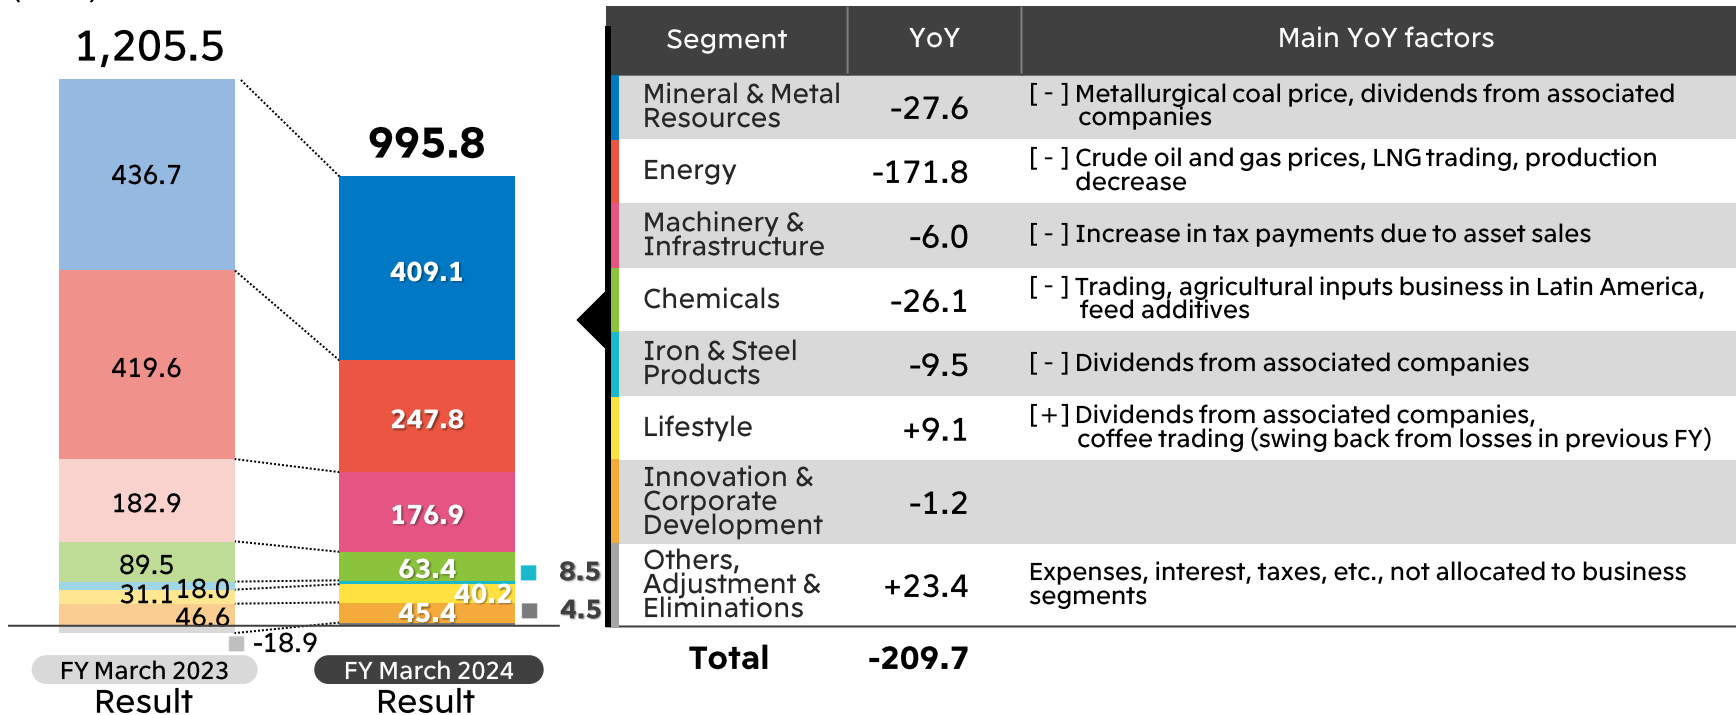 1,205.5
436.7
419.6
182.9
89.5
18.0
31.1
46.6
-18.9
FY March 2023
Result
995.8
409.1
247.8
176.9
63.4
8.5
40.2
45.4
4.5
FY March 2024
Result
Segment YoY Main YoY factors
Mineral & Metal
Resources
-27.6
[ - ] Metallurgical coal price, dividends from associated
companies
Energy
-171.8
[ - ] Crude oil and gas prices, LNG trading, production
decrease
Machinery &
Infrastructure
-6.0
[ - ] Increase in tax payments due to asset sales
Chemicals
-26.1
[ - ] Trading, agricultural inputs business in Latin America,
feed additives
Iron & Steel
Products
-9.5
[ - ] Dividends from associated companies
Lifestyle
+9.1
[+] Dividends from associated companies,
coffee trading (swing back from losses in previous FY)
Innovation &
Corporate
Development
-1.2
Others,
Adjustment &
Eliminations
+23.4
Expenses, interest, taxes, etc., not allocated to business
segments
Total -209.7